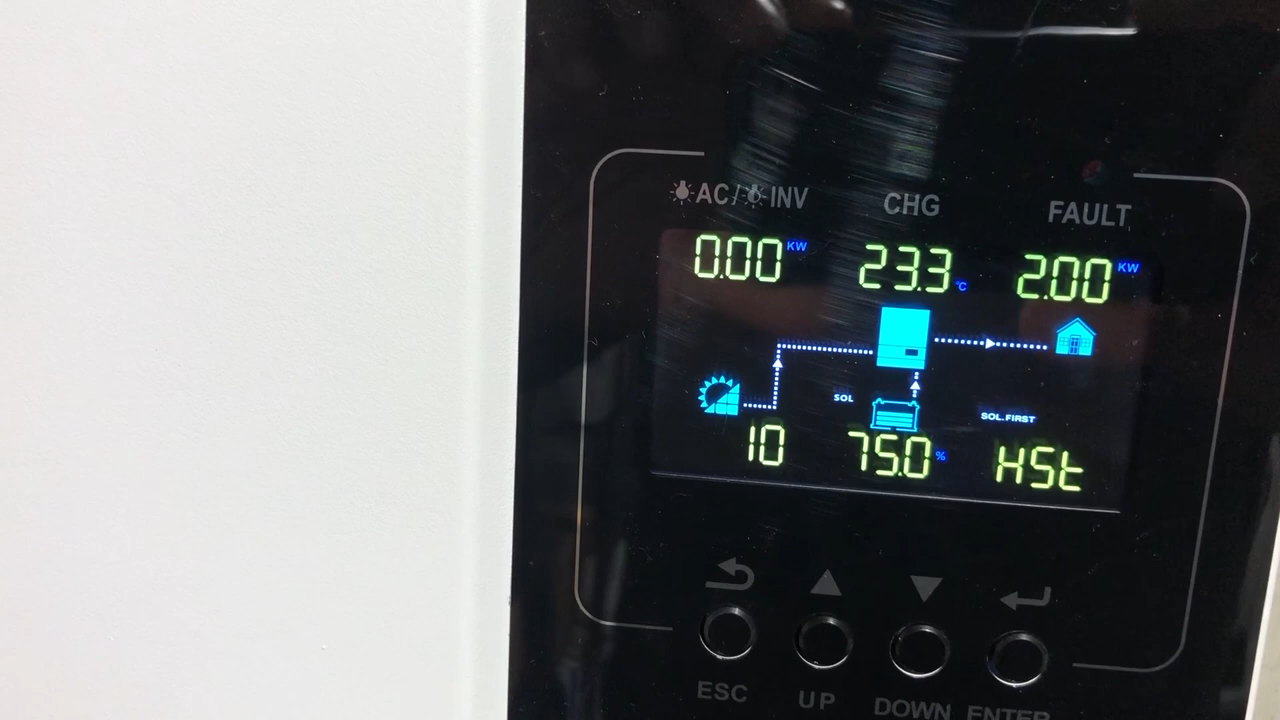 AC/ INV CHG FAULT
0.00 KW 23.3 °C 2.00 KW
SOL SOL.FIRST
10 75.0 % HSt
ESC UP DOWN ENTER